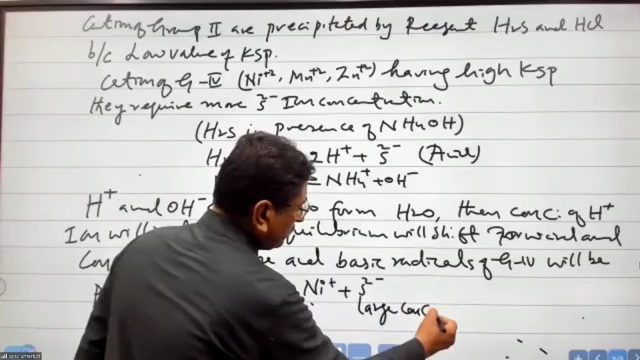 Cation of Group II are precipitated by Reagent H2S and HCl
b/c Low value of KSP.
Cation of G-IV (Ni+2, Mn+2, Zn+2) having high KSP
they require more S2- Ion concentration.
(H2S in presence of NH4OH)
2H+ + S2- (Acid)
NH4+ + OH-
H+ and OH- to form H2O, then conc: of H+
Ion will equilibrium will shift forward and
and basic radicals of G-IV will be
Ni+ + S2-
large conc